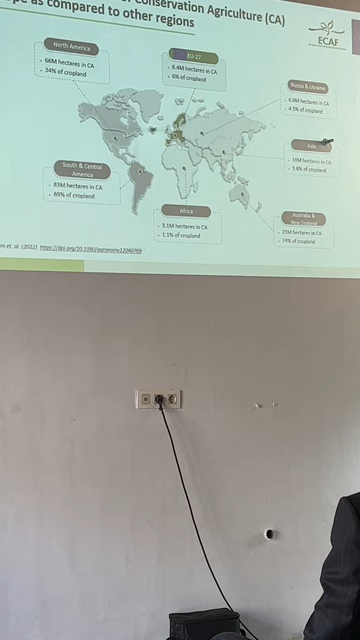 Conservation Agriculture (CA)
as compared to other regions
ECAF
North America
66M hectares in CA
34% of cropland
EU-27
6.4M hectares in CA
6% of cropland
Russia & Ukraine
6.9M hectares in CA
4.5% of cropland
Asia
hectares in CA
3.6% of cropland
South & Central
America
83M hectares in CA
69% of cropland
Africa
3.1M hectares in CA
1.1% of cropland
Australia &
New Zealand
hectares in CA
74% of cropland
et al. (2022). https://doi.org/10.3390/agronomy12040769